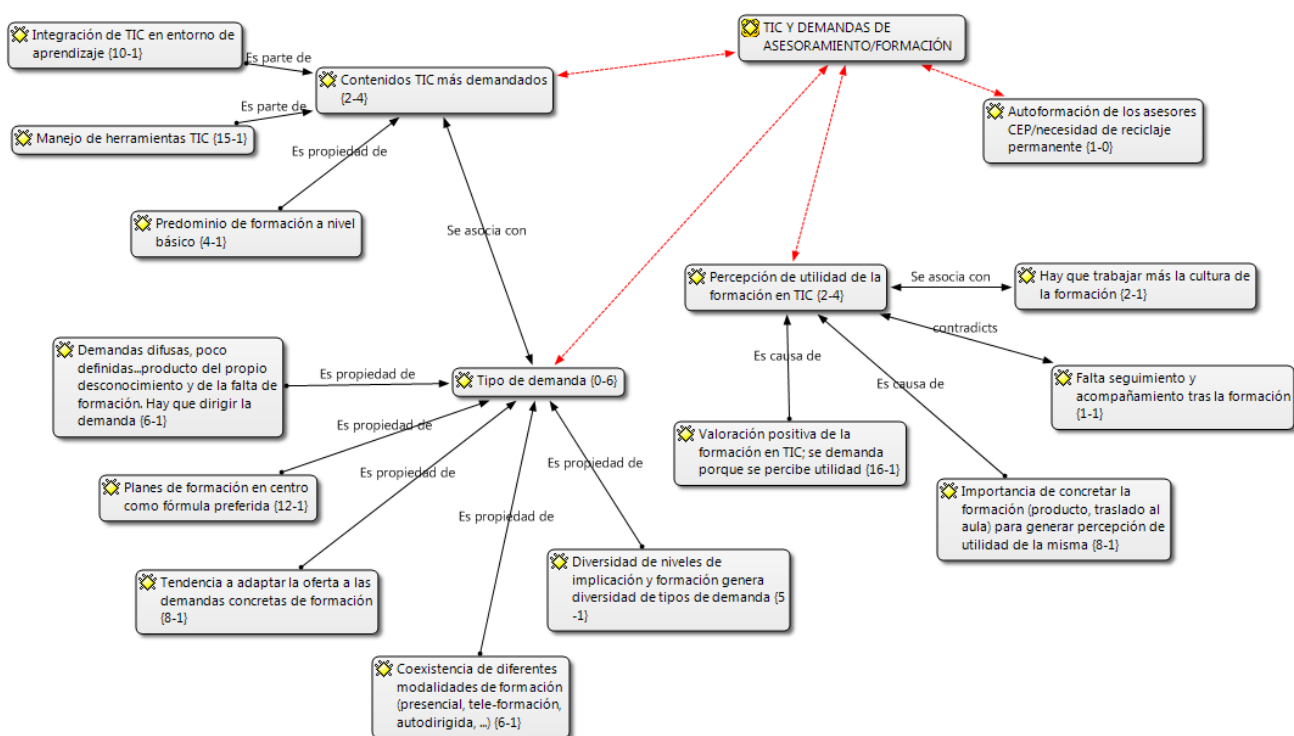 Integración de TIC en entorno de
aprendizaje {10-1}
TIC Y DEMANDAS DE
ASESORAMIENTO/FORMACIÓN
Es parte de
Contenidos TIC más demandados
{2-4}
Es parte de
Manejo de herramientas TIC {15-1}
Autoformación de los asesores
CEP/necesidad de reciclaje
permanente {1-0}
Es propiedad de
Predominio de formación a nivel
básico {4-1}
Se asocia con
Percepción de utilidad de la
formación en TIC {2-4}
Se asocia con
Hay que trabajar más la cultura de
la formación {2-1}
contradicts
Demandas difusas, poco
definidas...producto del propio
desconocimiento y de la falta de
formación. Hay que dirigir la
demanda {6-1}
Es propiedad de
Tipo de demanda {0-6}
Es causa de
Es causa de
Falta seguimiento y
acompañamiento tras la formación
{1-1}
Es propiedad de
Planes de formación en centro
como fórmula preferida {12-1}
Es propiedad de
Es propiedad de
Valoración positiva de la
formación en TIC; se demanda
porque se percibe utilidad {16-1}
Importancia de concretar la
formación (producto, traslado al
aula) para generar percepción de
utilidad de la misma {8-1}
Es propiedad de
Tendencia a adaptar la oferta a las
demandas concretas de formación
{8-1}
Diversidad de niveles de
implicación y formación genera
diversidad de tipos de demanda {5
-1}
Coexistencia de diferentes
modalidades de formación
(presencial, tele-formación,
autodirigida, ...) {6-1}